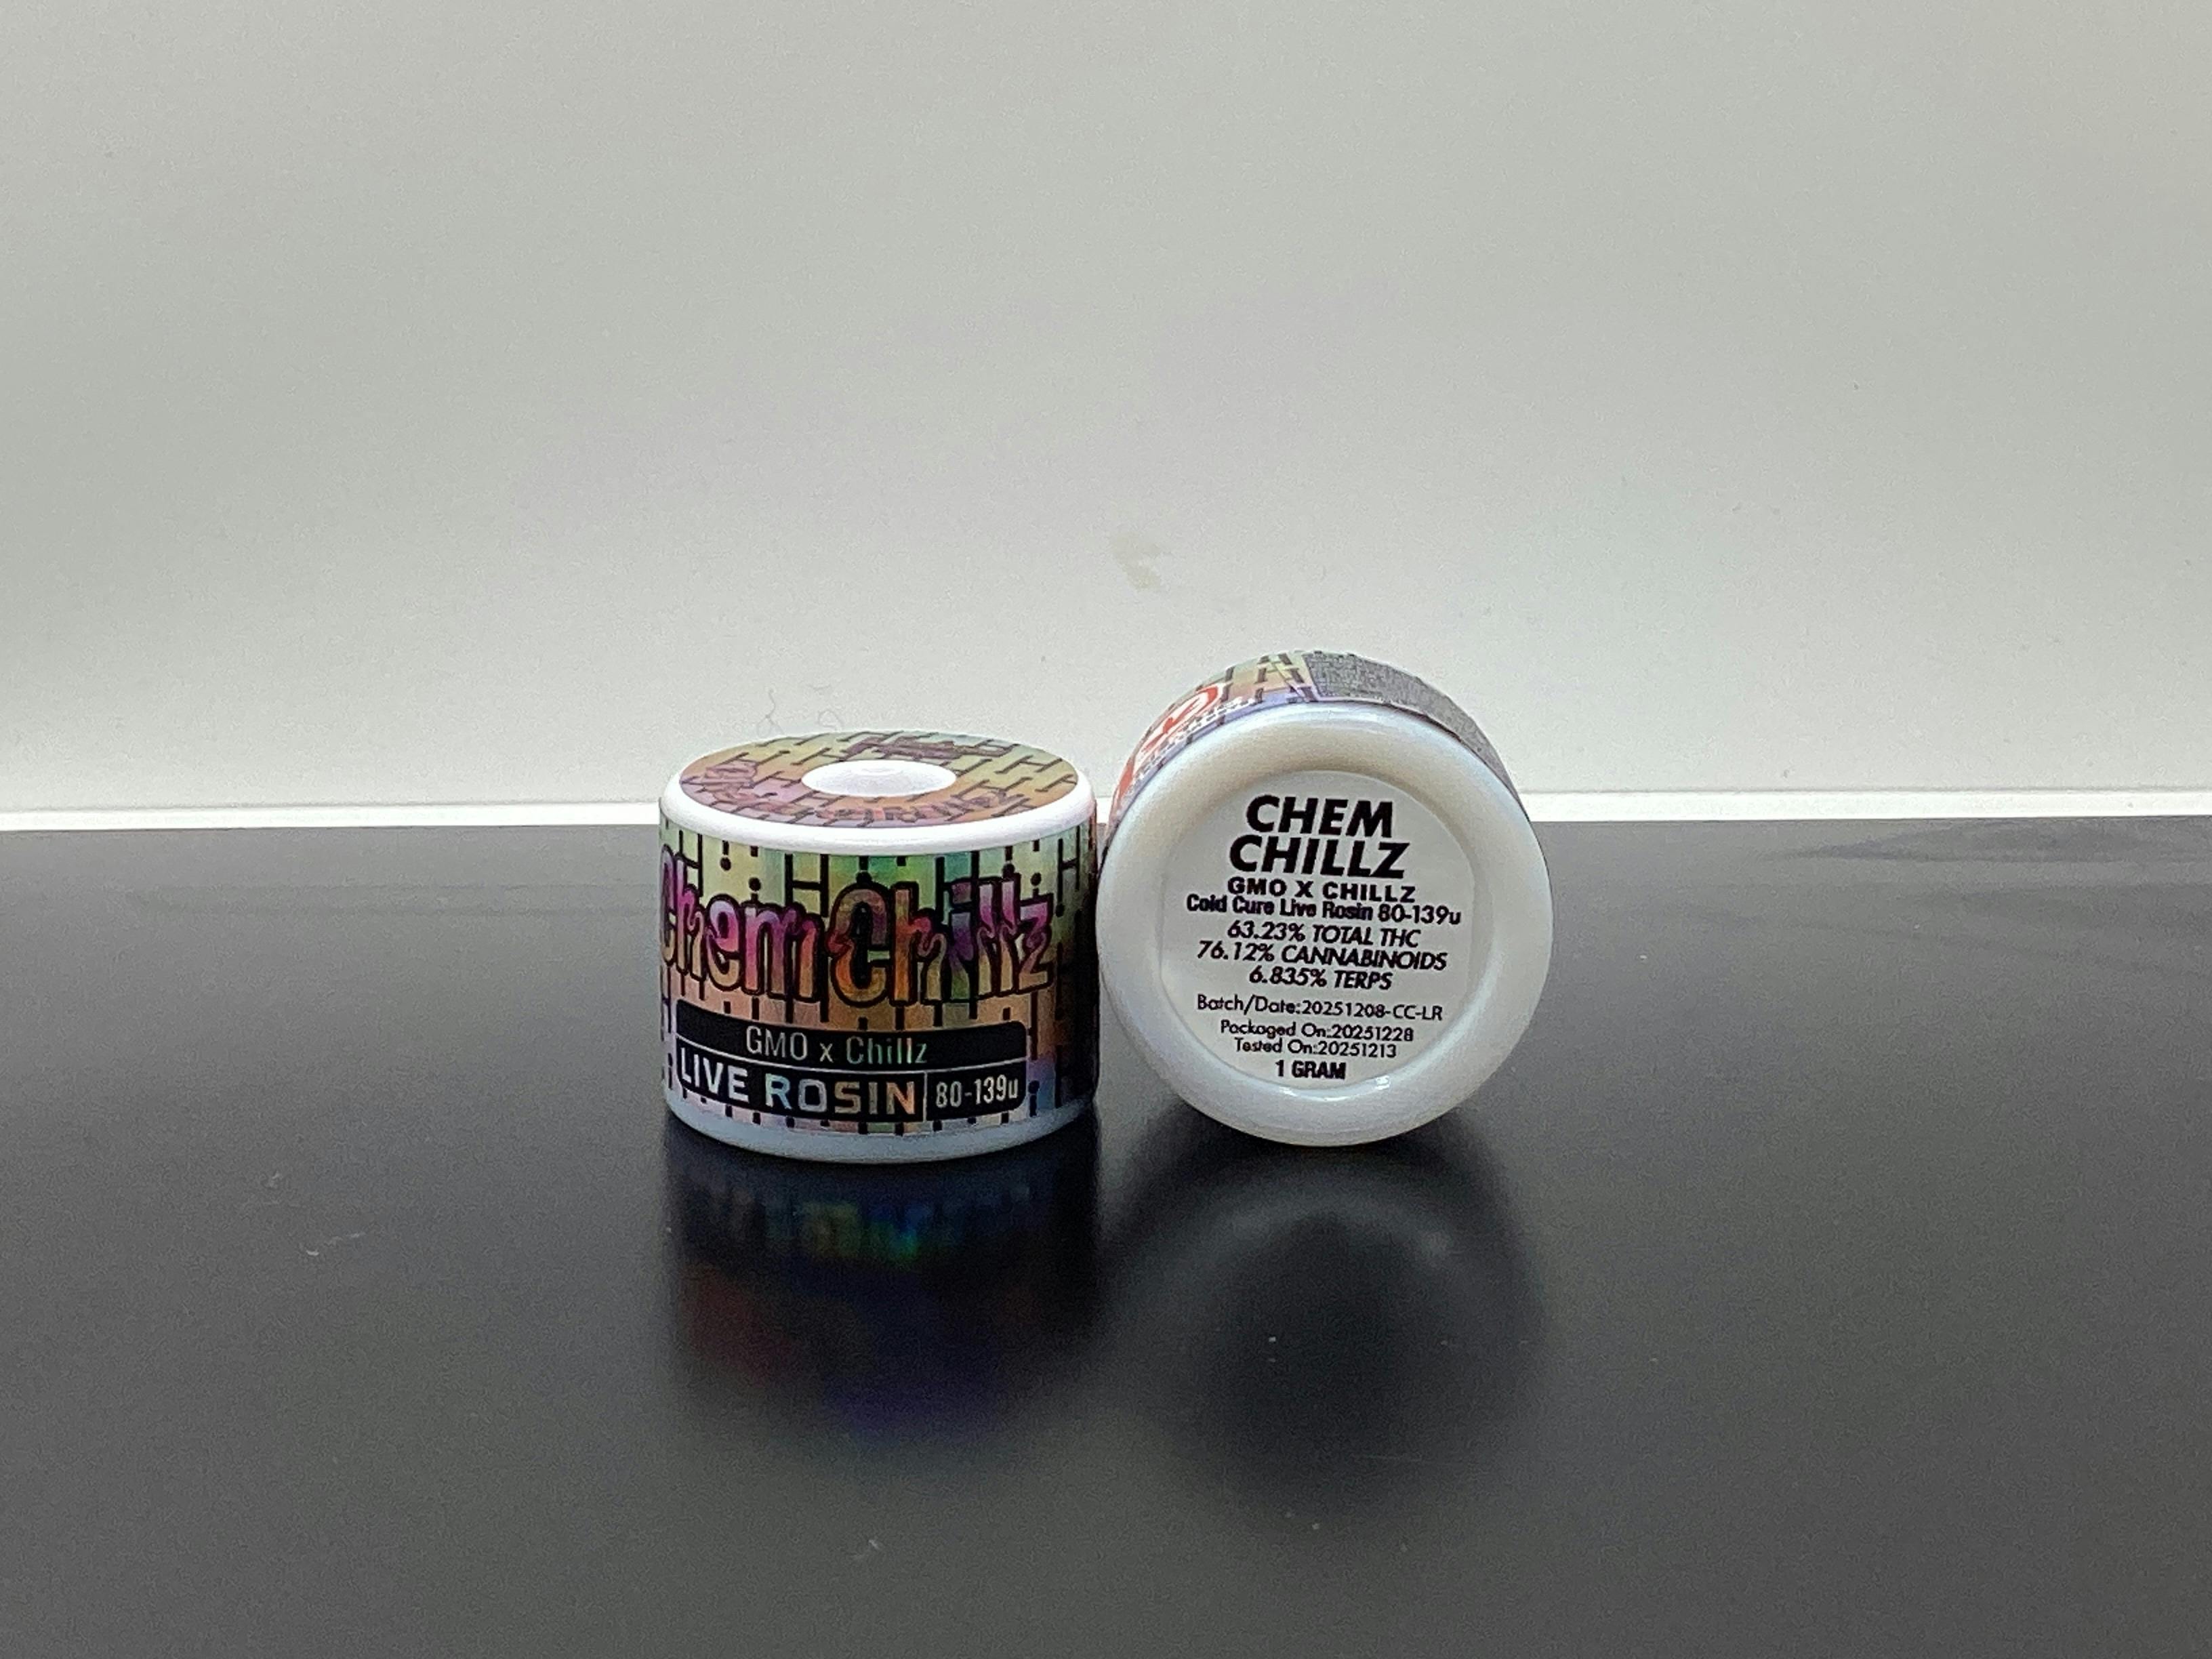 ChemChillz
GMO x Chillz
LIVE ROSIN 80-139u
CHEM
CHILLZ
GMO X CHILLZ
Cold Cure Live Rosin 80-139u
63.23% TOTAL THC
76.12% CANNABINOIDS
6.835% TERPS
Batch/Date:20251208-CC-LR
Packaged On:20251228
Tested On:20251213
1 GRAM